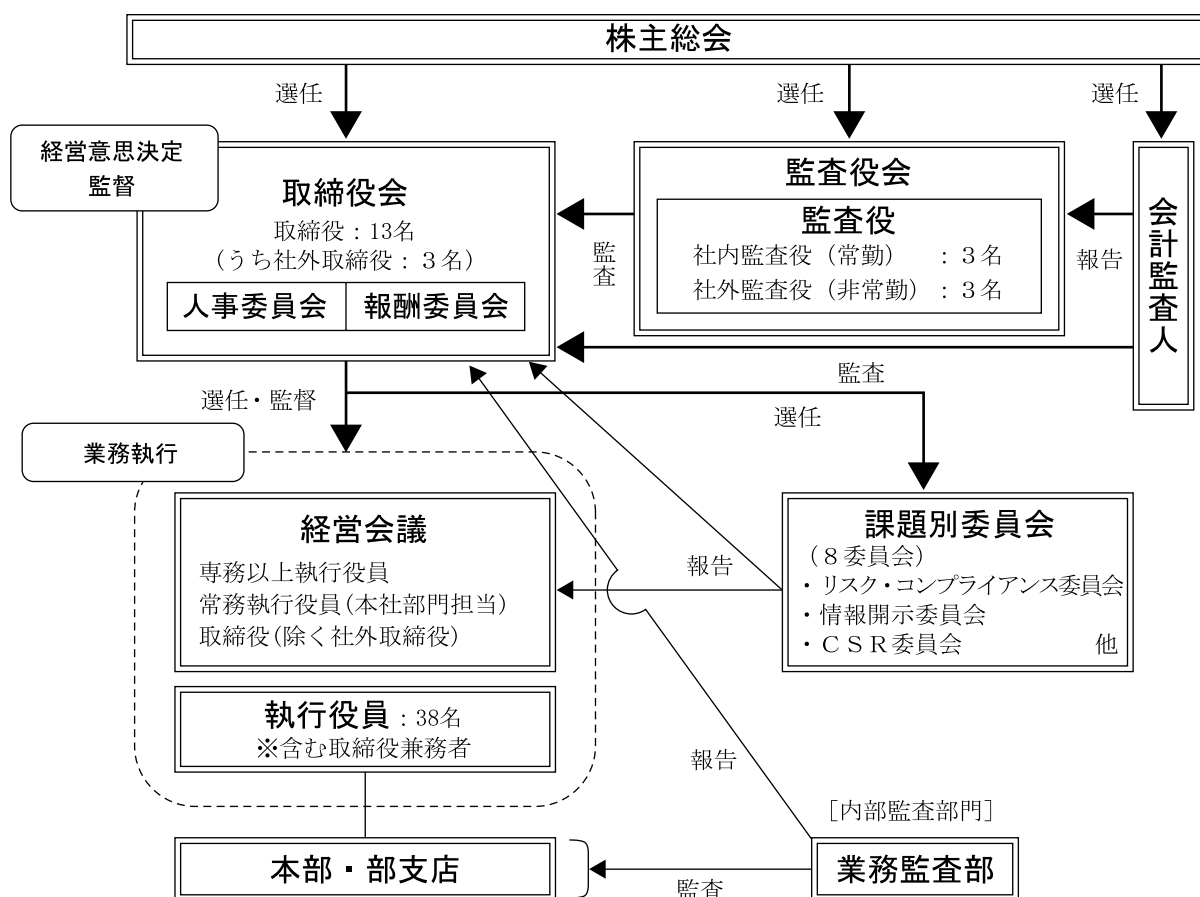 株主総会
選任
選任
選任
経営意思決定
監督
取締役会
取締役：13名
（うち社外取締役：３名）
人事委員会
報酬委員会
監査
監査役会
監査役
社内監査役（常勤）　：３名
社外監査役（非常勤）：３名
報告
会計監査人
監査
選任・監督
選任
業務執行
経営会議
専務以上執行役員
常務執行役員(本社部門担当)
取締役(除く社外取締役)
報告
課題別委員会
（８委員会）
・リスク・コンプライアンス委員会
・情報開示委員会
・ＣＳＲ委員会　他
執行役員：38名
※含む取締役兼務者
報告
［内部監査部門］
本部・部支店
監査
業務監査部